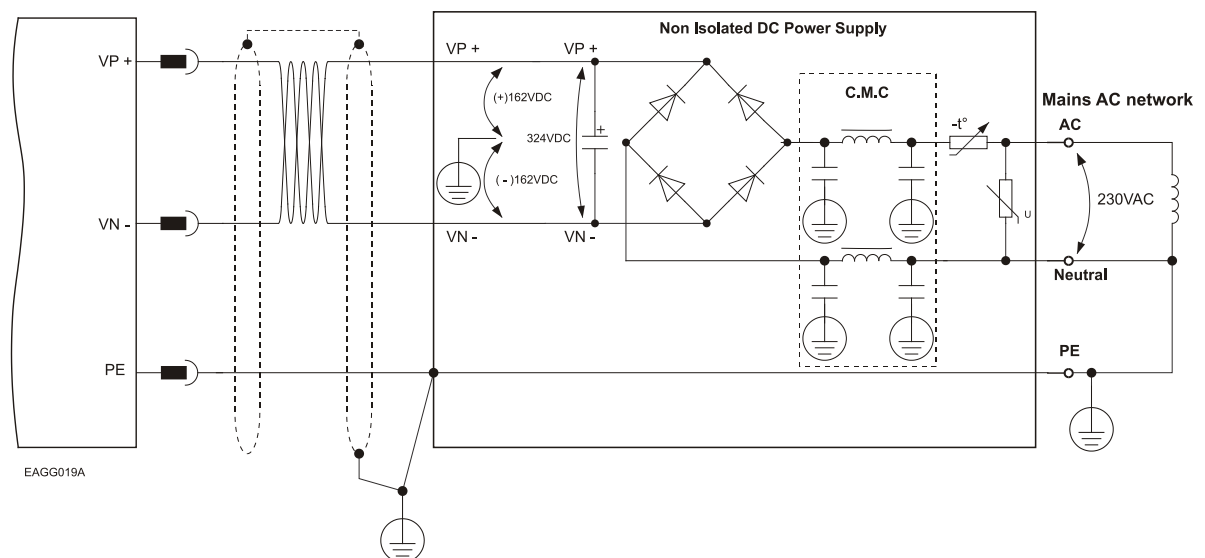 Non Isolated DC Power Supply
VP +
VP +
VP +
(+)162VDC
324VDC
+
(-)162VDC
VN -
VN -
VN -
C.M.C
-t°
Mains AC network
AC
230VAC
U
Neutral
PE
PE
EAGG019A